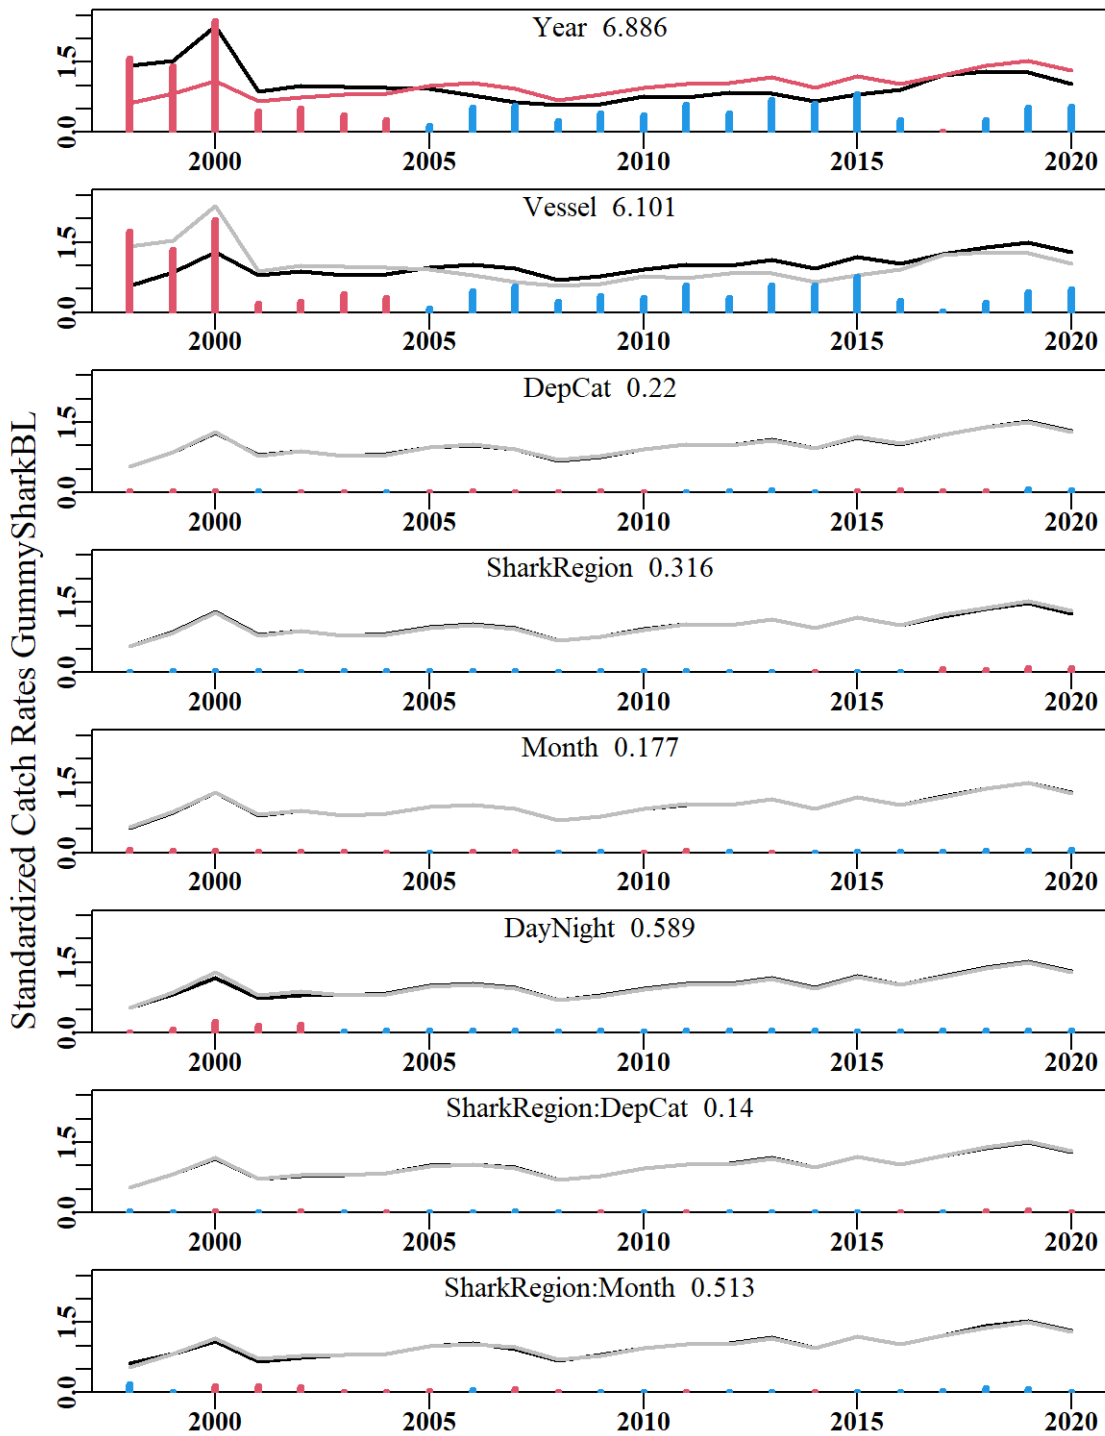 Standardized Catch Rates GummySharkBL
Year 6.886
1.5
0.0
2000 2005 2010 2015 2020
Vessel 6.101
1.5
0.0
2000 2005 2010 2015 2020
DepCat 0.22
1.5
0.0
2000 2005 2010 2015 2020
SharkRegion 0.316
1.5
0.0
2000 2005 2010 2015 2020
Month 0.177
1.5
0.0
2000 2005 2010 2015 2020
DayNight 0.589
1.5
0.0
2000 2005 2010 2015 2020
SharkRegion:DepCat 0.14
1.5
0.0
2000 2005 2010 2015 2020
SharkRegion:Month 0.513
1.5
0.0
2000 2005 2010 2015 2020